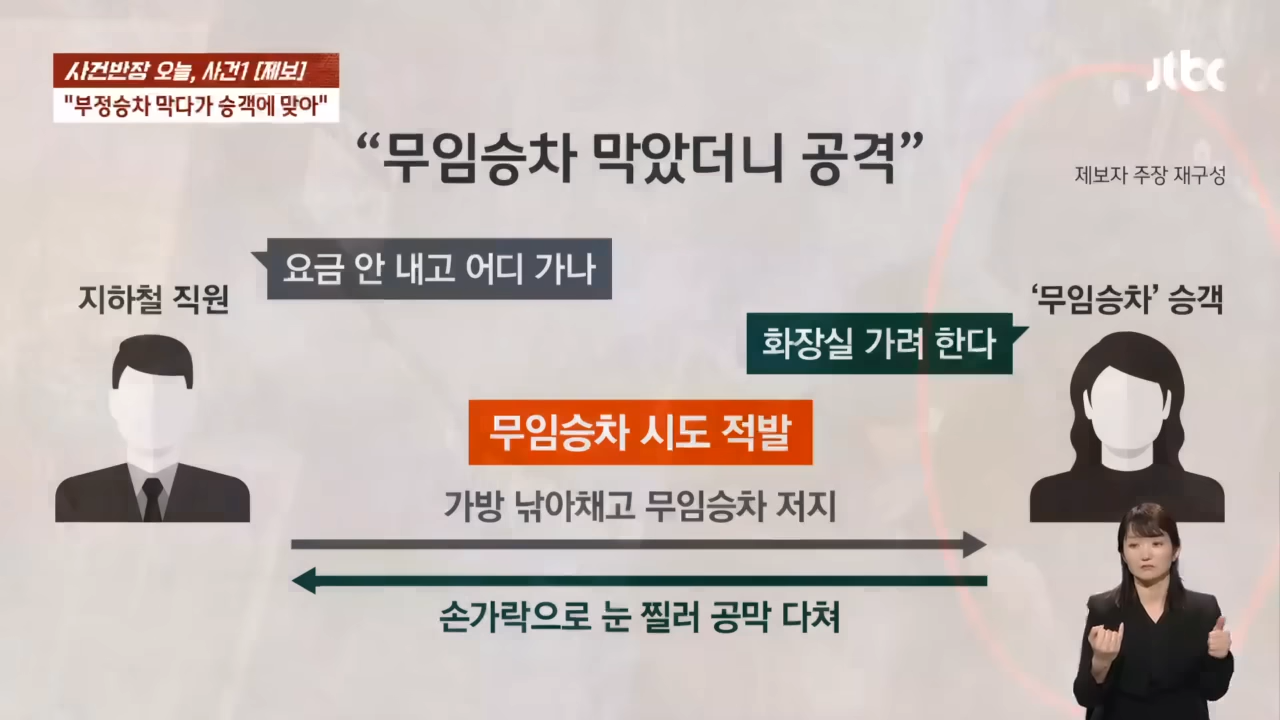 사건반장 오늘, 사건1 [제보]
"부정승차 막다가 승객에 맞아"
jtbc
“무임승차 막았더니 공격”
제보자 주장 재구성
요금 안 내고 어디 가나
지하철 직원
‘무임승차’ 승객
화장실 가려 한다
무임승차 시도 적발
가방 낚아채고 무임승차 저지
손가락으로 눈 찔러 공막 다쳐